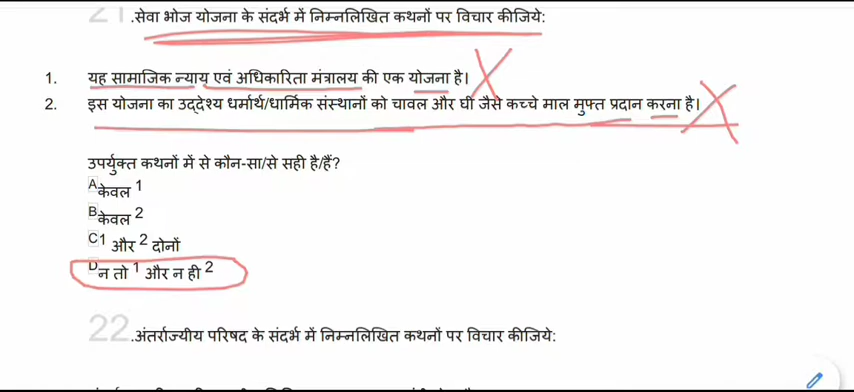 21.सेवा भोज योजना के संदर्भ में निम्नलिखित कथनों पर विचार कीजिये:
1. यह सामाजिक न्याय एवं अधिकारिता मंत्रालय की एक योजना है।
2. इस योजना का उद्देश्य धर्मार्थ/धार्मिक संस्थानों को चावल और घी जैसे कच्चे माल मुफ्त प्रदान करना है।
उपर्युक्त कथनों में से कौन-सा/से सही है/हैं?
A केवल 1
B केवल 2
C 1 और 2 दोनों
D न तो 1 और न ही 2
22.अंतर्राज्यीय परिषद के संदर्भ में निम्नलिखित कथनों पर विचार कीजिये: